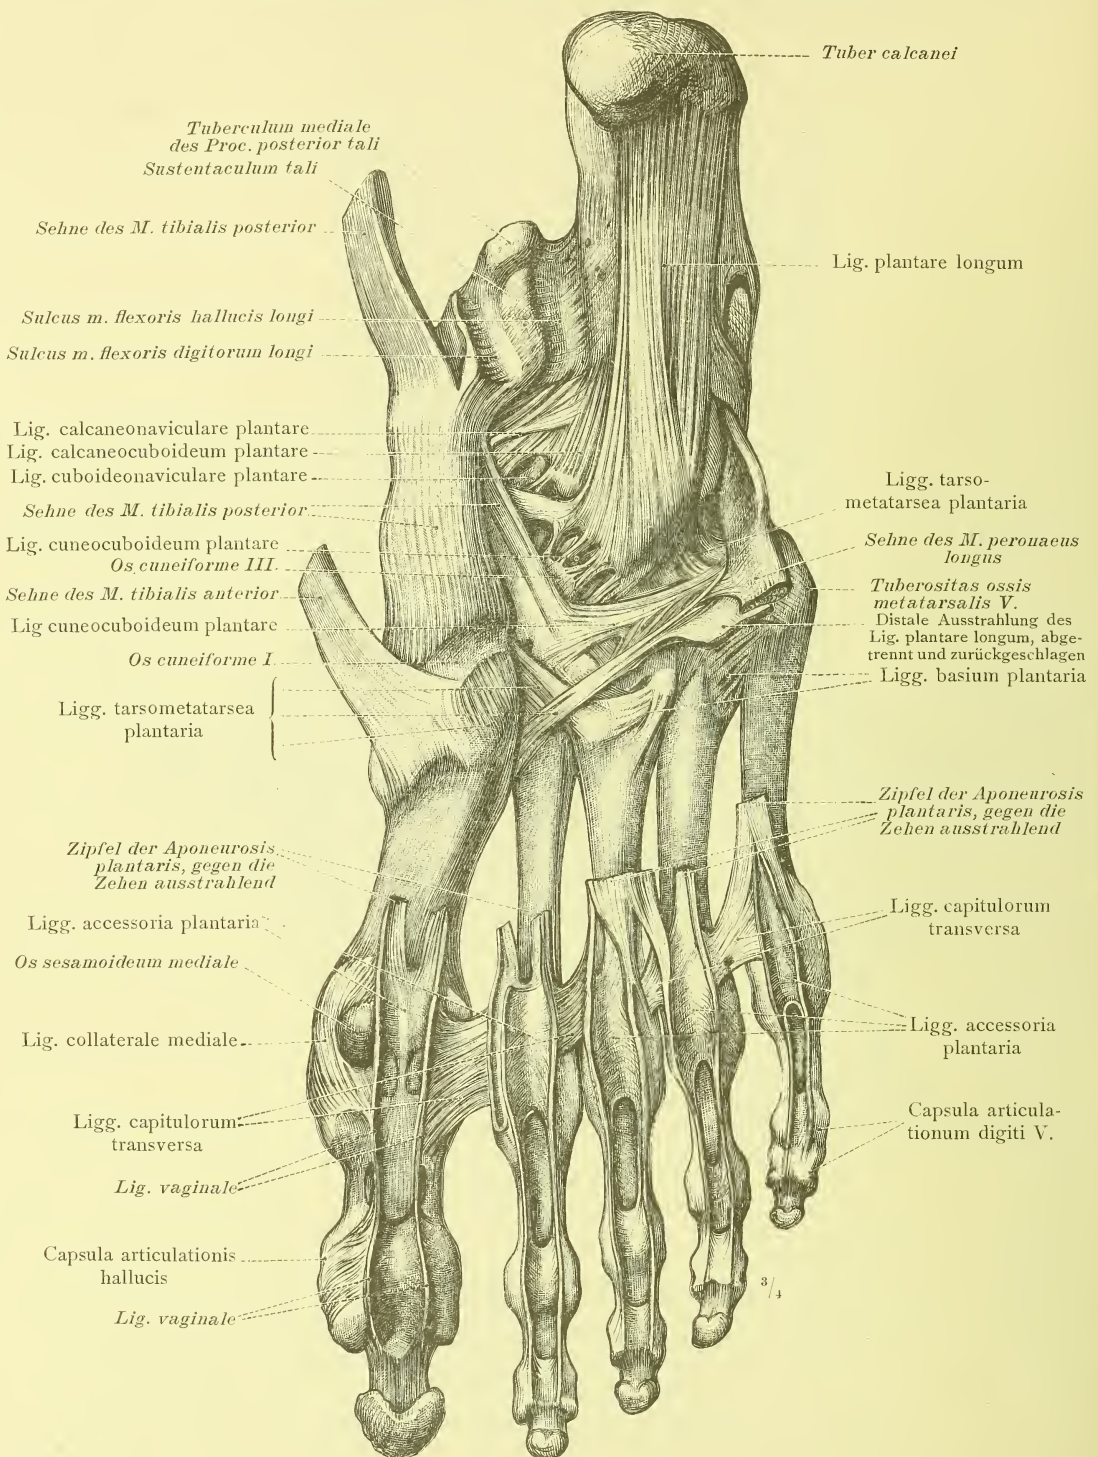 Tuber calcanei
Tuberculum mediale
des Proc. posterior tali
Sustentaculum tali
Sehne des M. tibialis posterior
Lig. plantare longum
Sulcus m. flexoris hallucis longi
Sulcus m. flexoris digitorum longi
Lig. calcaneonaviculare plantare
Lig. calcaneocuboideum plantare
Lig. cuboideonaviculare plantare
Sehne des M. tibialis posterior
Lig. cuneocuboideum plantare
Os cuneiforme III.
Sehne des M. tibialis anterior
Lig cuneocuboideum plantare
Os cuneiforme I.
Ligg. tarsometatarsea
plantaria
Ligg. tarso-
metatarsea plantaria
Sehne des M. peronaeus
longus
Tuberositas ossis
metatarsalis V.
Distale Ausstrahlung des
Lig. plantare longum, abge-
trennt und zurückgeschlagen
Ligg. basium plantaria
Zipfel der Aponeurosis
plantaris, gegen die
Zehen ausstrahlend
Ligg. accessoria plantaria
Os sesamoideum mediale
Lig. collaterale mediale
Ligg. capitulorum
transversa
Lig. vaginale
Capsula articulationis
hallucis
Lig. vaginale
Zipfel der Aponeurosis
plantaris, gegen die
Zehen ausstrahlend
Ligg. capitulorum
transversa
Ligg. accessoria
plantaria
Capsula articula-
tionum digiti V.
3/4